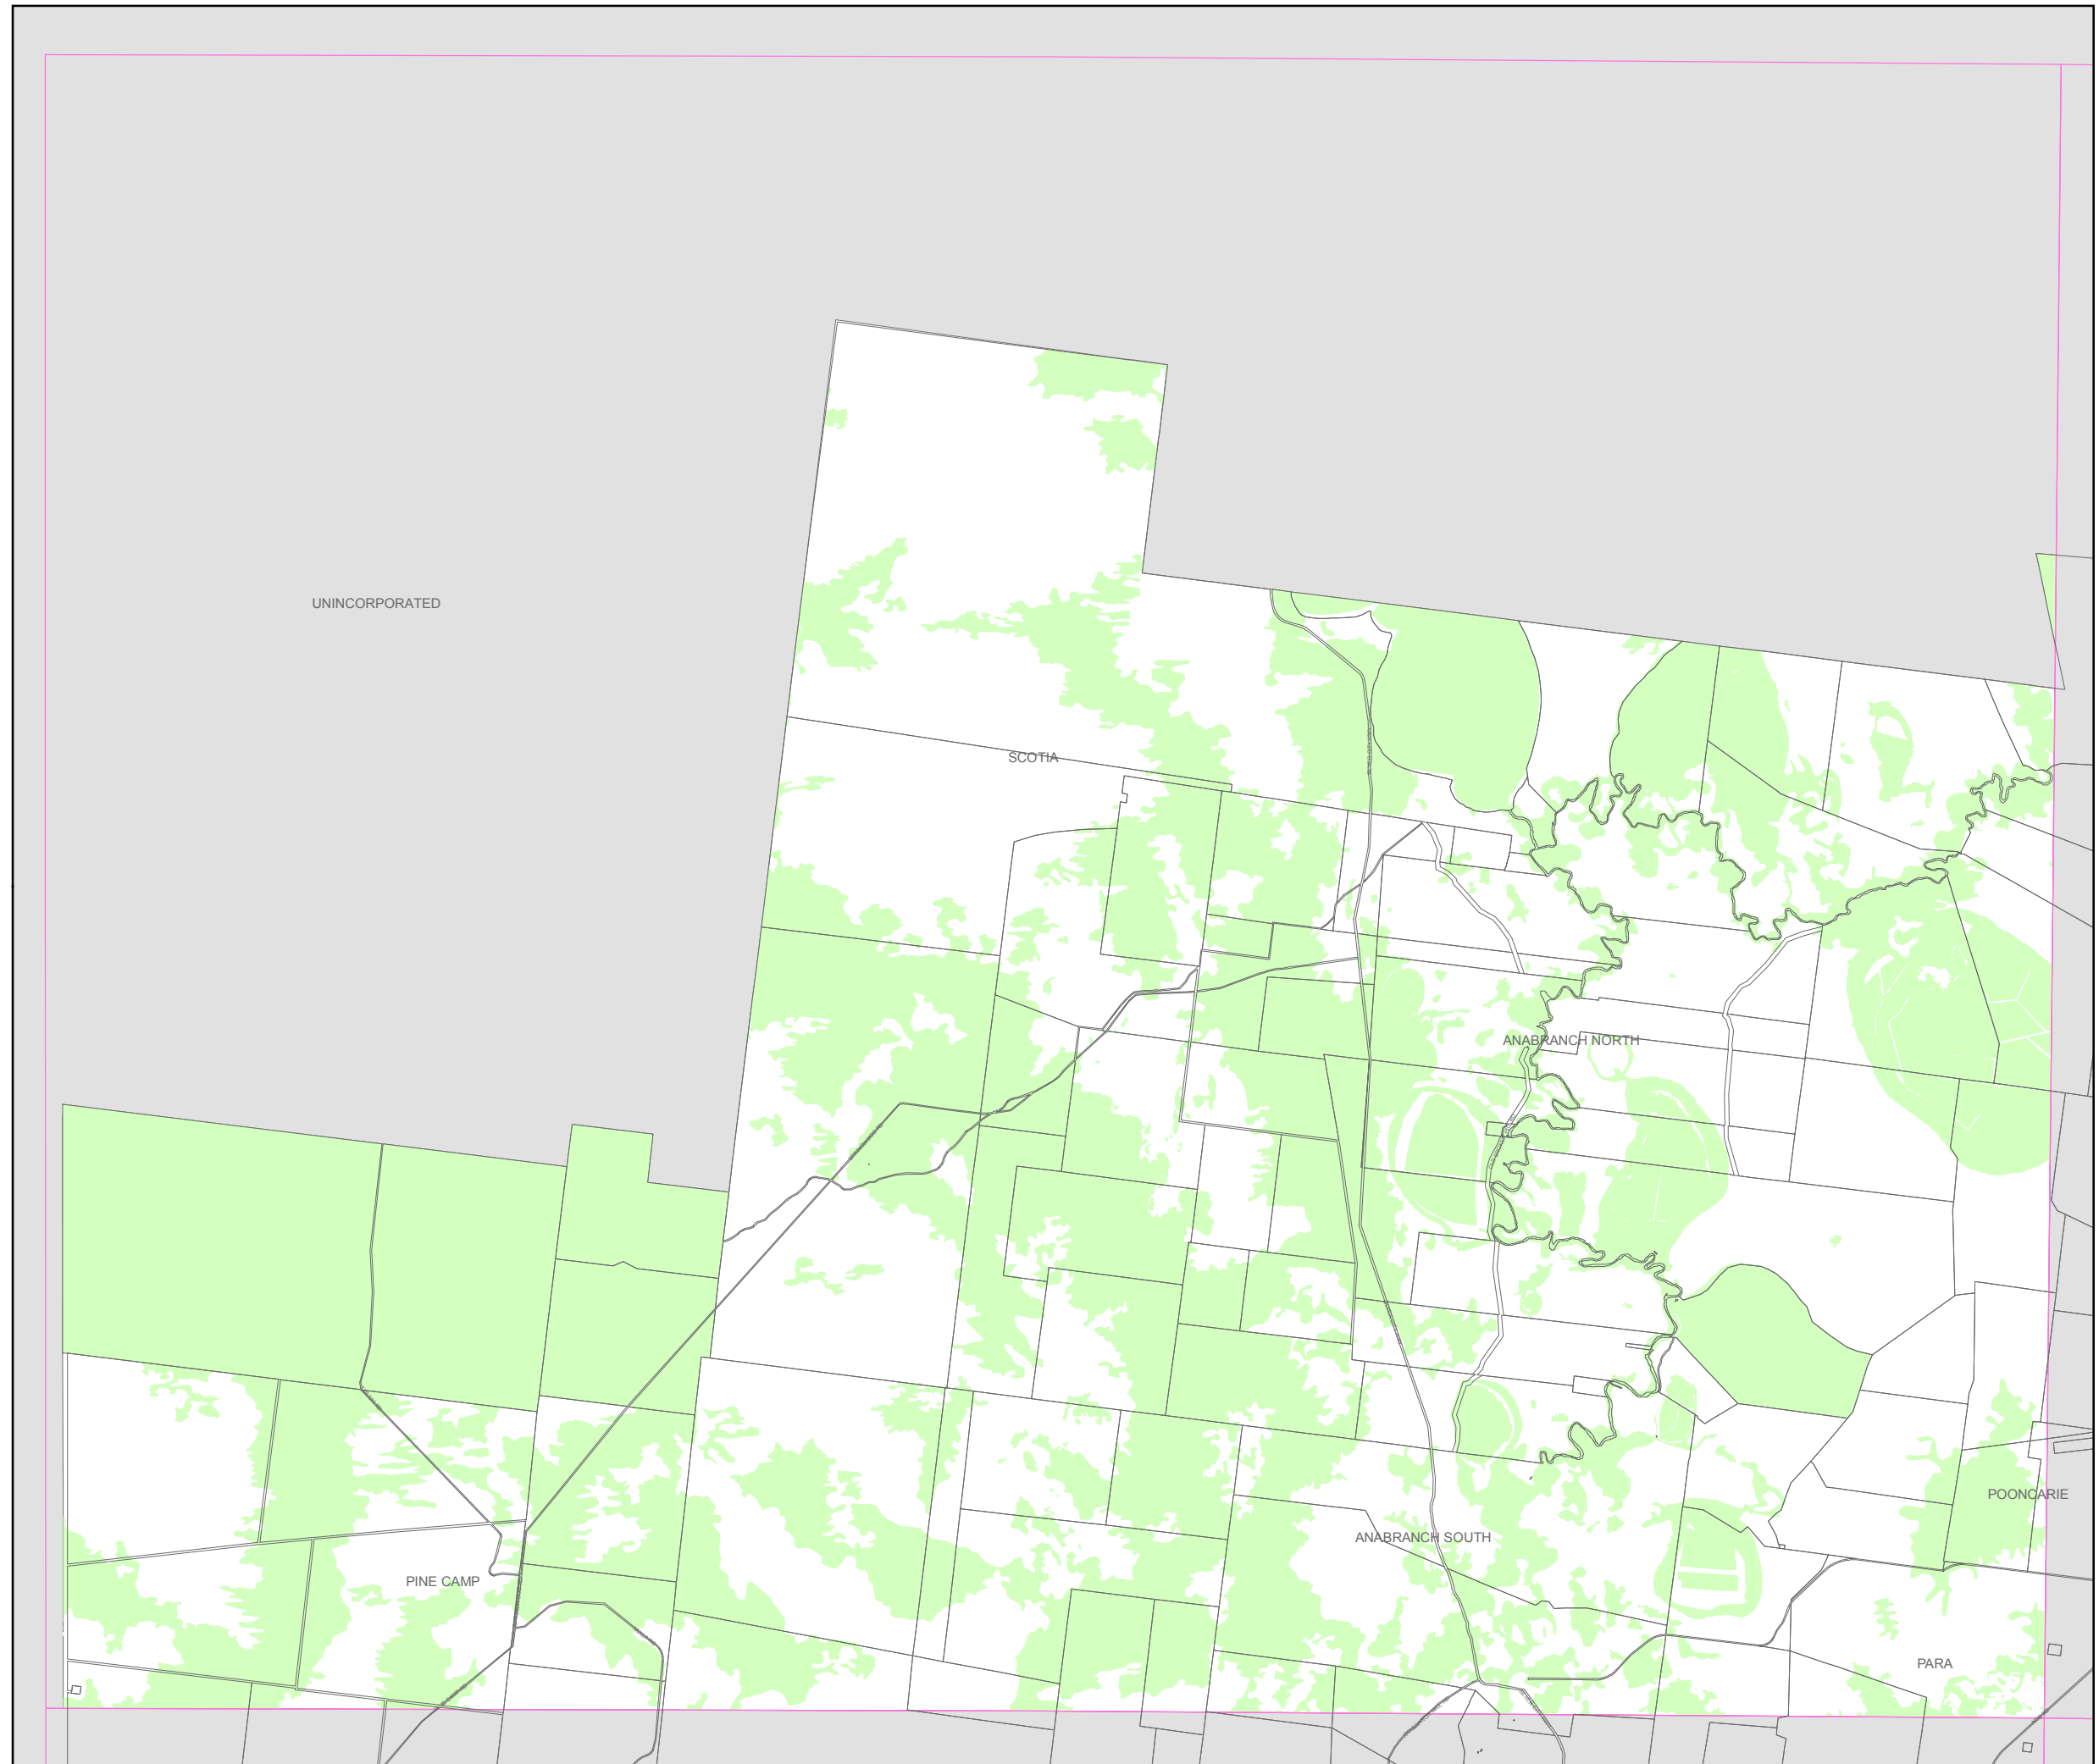 UNINCORPORATED
SCOTIA
ANABRANCH NORTH
POONCARIE
ANABRANCH SOUTH
PINE CAMP
PARA